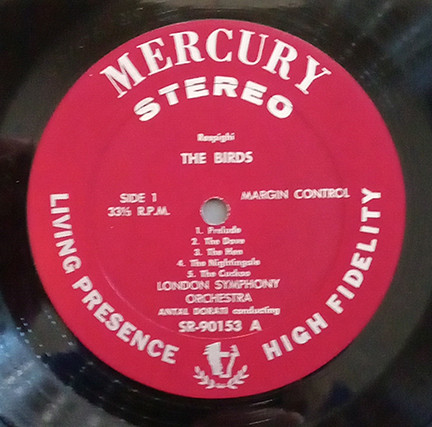 MERCURY
STEREO
Respighi
THE BIRDS
SIDE 1
33⅓ R.P.M.
MARGIN CONTROL
1. Prelude
2. The Dove
3. The Hen
4. The Nightingale
5. The Cuckoo
LONDON SYMPHONY
ORCHESTRA
ANTAL DORATI conducting
SR-90153 A
LIVING PRESENCE
HIGH FIDELITY